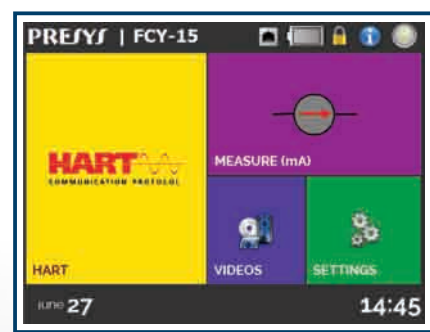 PRESYS | FCY-15
HART
COMMUNICATION PROTOCOL
MEASURE (mA)
HART
VIDEOS
SETTINGS
june 27
14:45